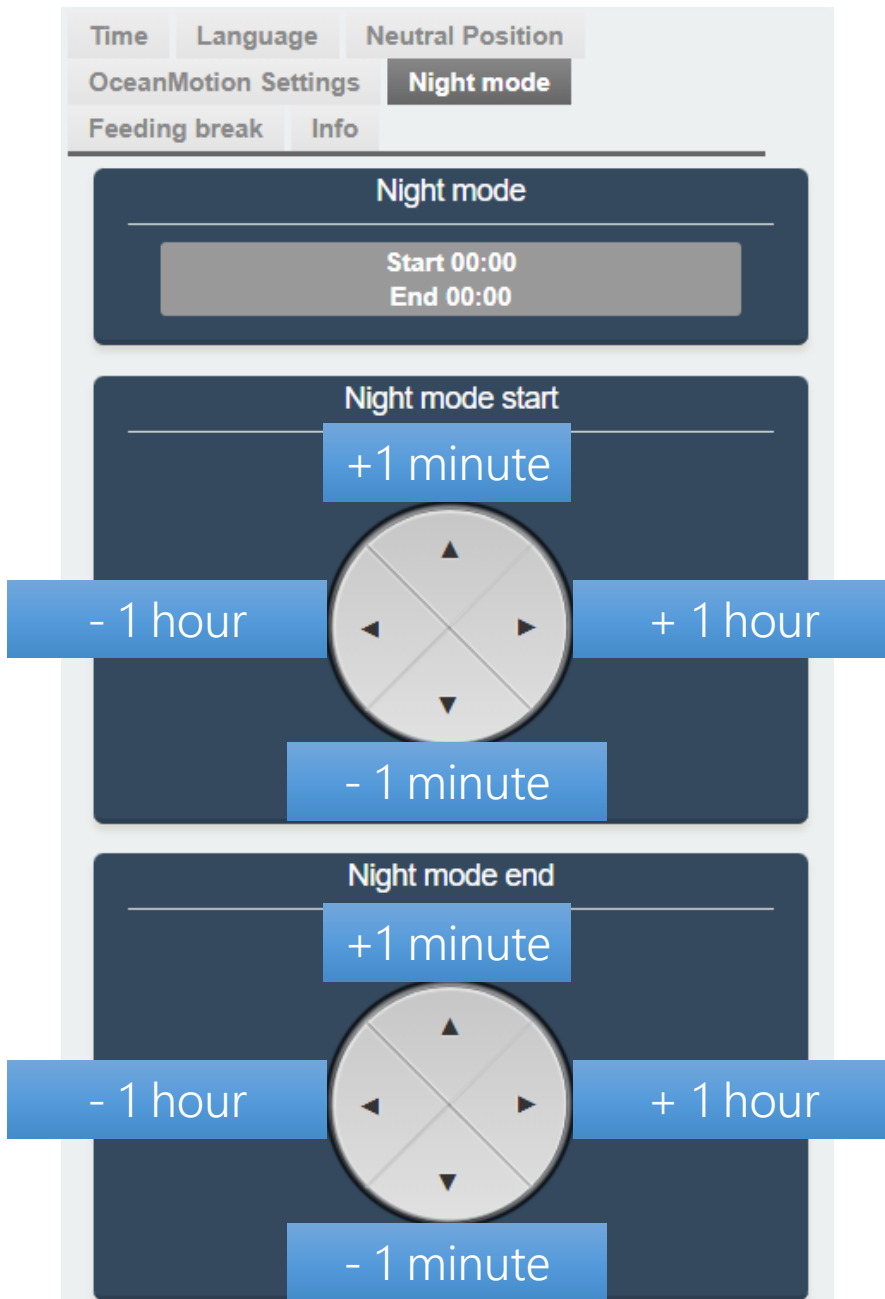 Time Language Neutral Position
OceanMotion Settings Night mode
Feeding break Info
Night mode
Start 00:00
End 00:00
Night mode start
+1 minute
- 1 hour + 1 hour
- 1 minute
Night mode end
+1 minute
- 1 hour + 1 hour
- 1 minute